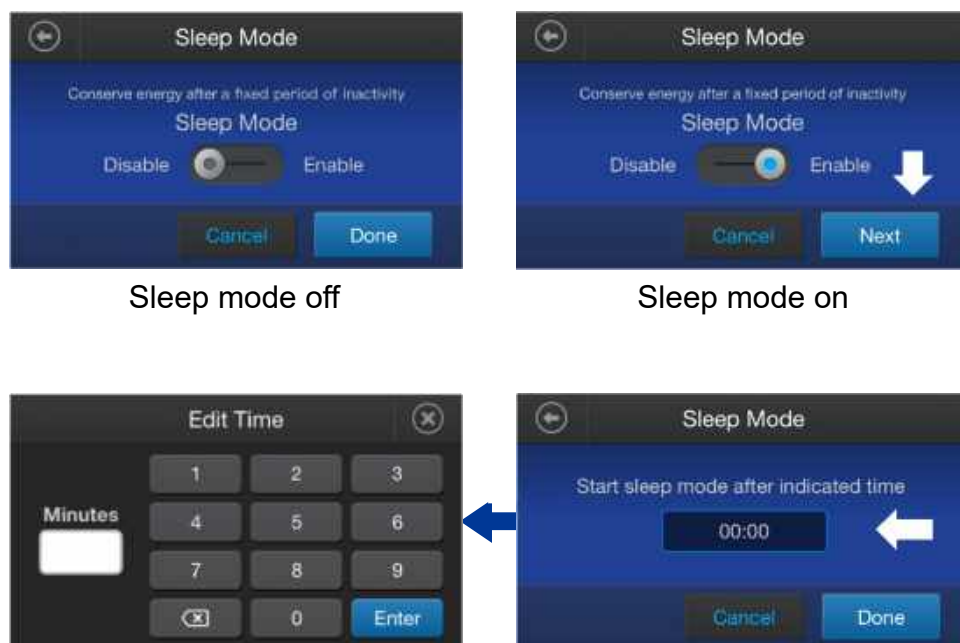 Sleep Mode
Conserve energy after a fixed period of inactivity
Sleep Mode
Disable Enable
Cancel Done
Sleep mode off
Sleep Mode
Conserve energy after a fixed period of inactivity
Sleep Mode
Disable Enable
Cancel Next
Sleep mode on
Edit Time
Minutes
1 2 3
4 5 6
7 8 9
0 Enter
Sleep Mode
Start sleep mode after indicated time
00:00
Cancel Done